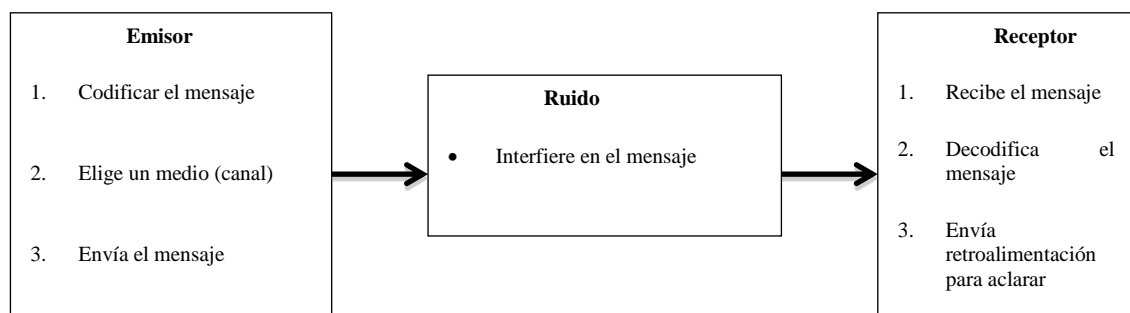 Emisor
1. Codificar el mensaje
2. Elige un medio (canal)
3. Envía el mensaje
Ruido
• Interfiere en el mensaje
Receptor
1. Recibe el mensaje
2. Decodifica el
mensaje
3. Envía
retroalimentación
para aclarar